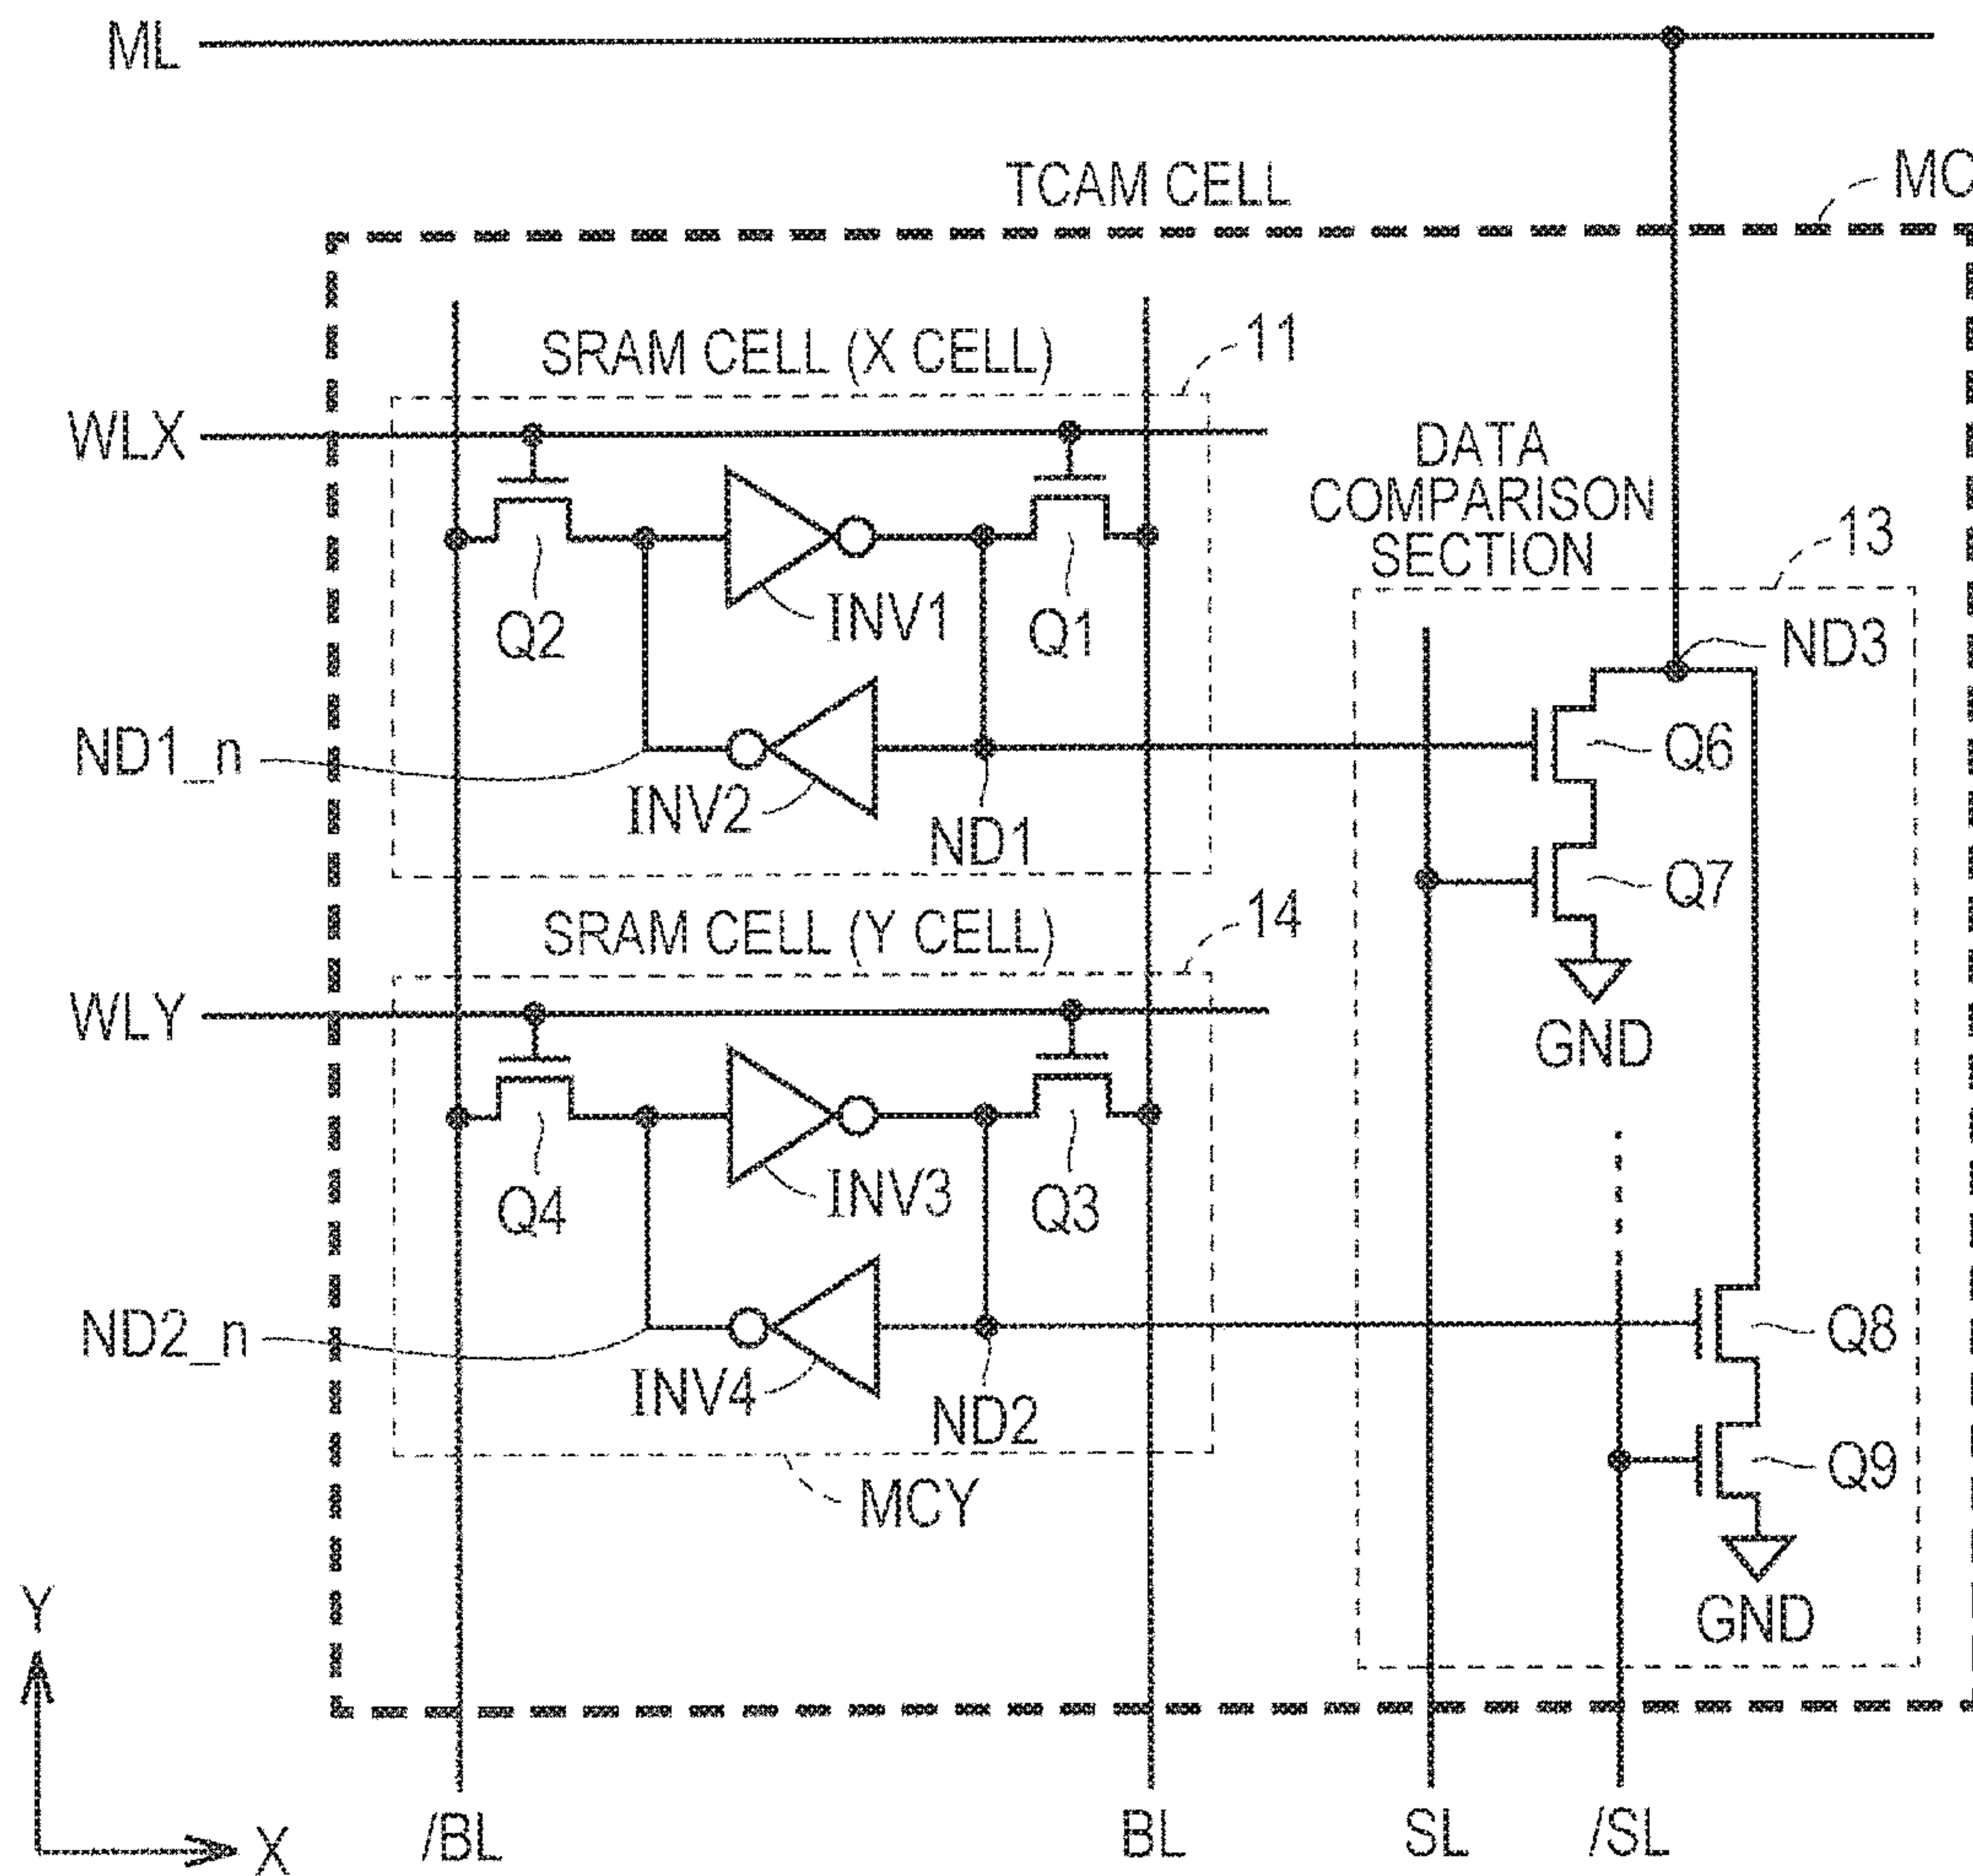 ML
TCAM CELL
MC
SRAM CELL (X CELL)
11
WLX
DATA
COMPARISON
SECTION
13
Q2
INV1
Q1
ND3
ND1_n
INV2
ND1
Q6
Q7
SRAM CELL (Y CELL)
14
WLY
GND
Q4
INV3
Q3
ND2_n
INV4
ND2
Q8
Q9
MCY
GND
Y
X
/BL
BL
SL
/SL